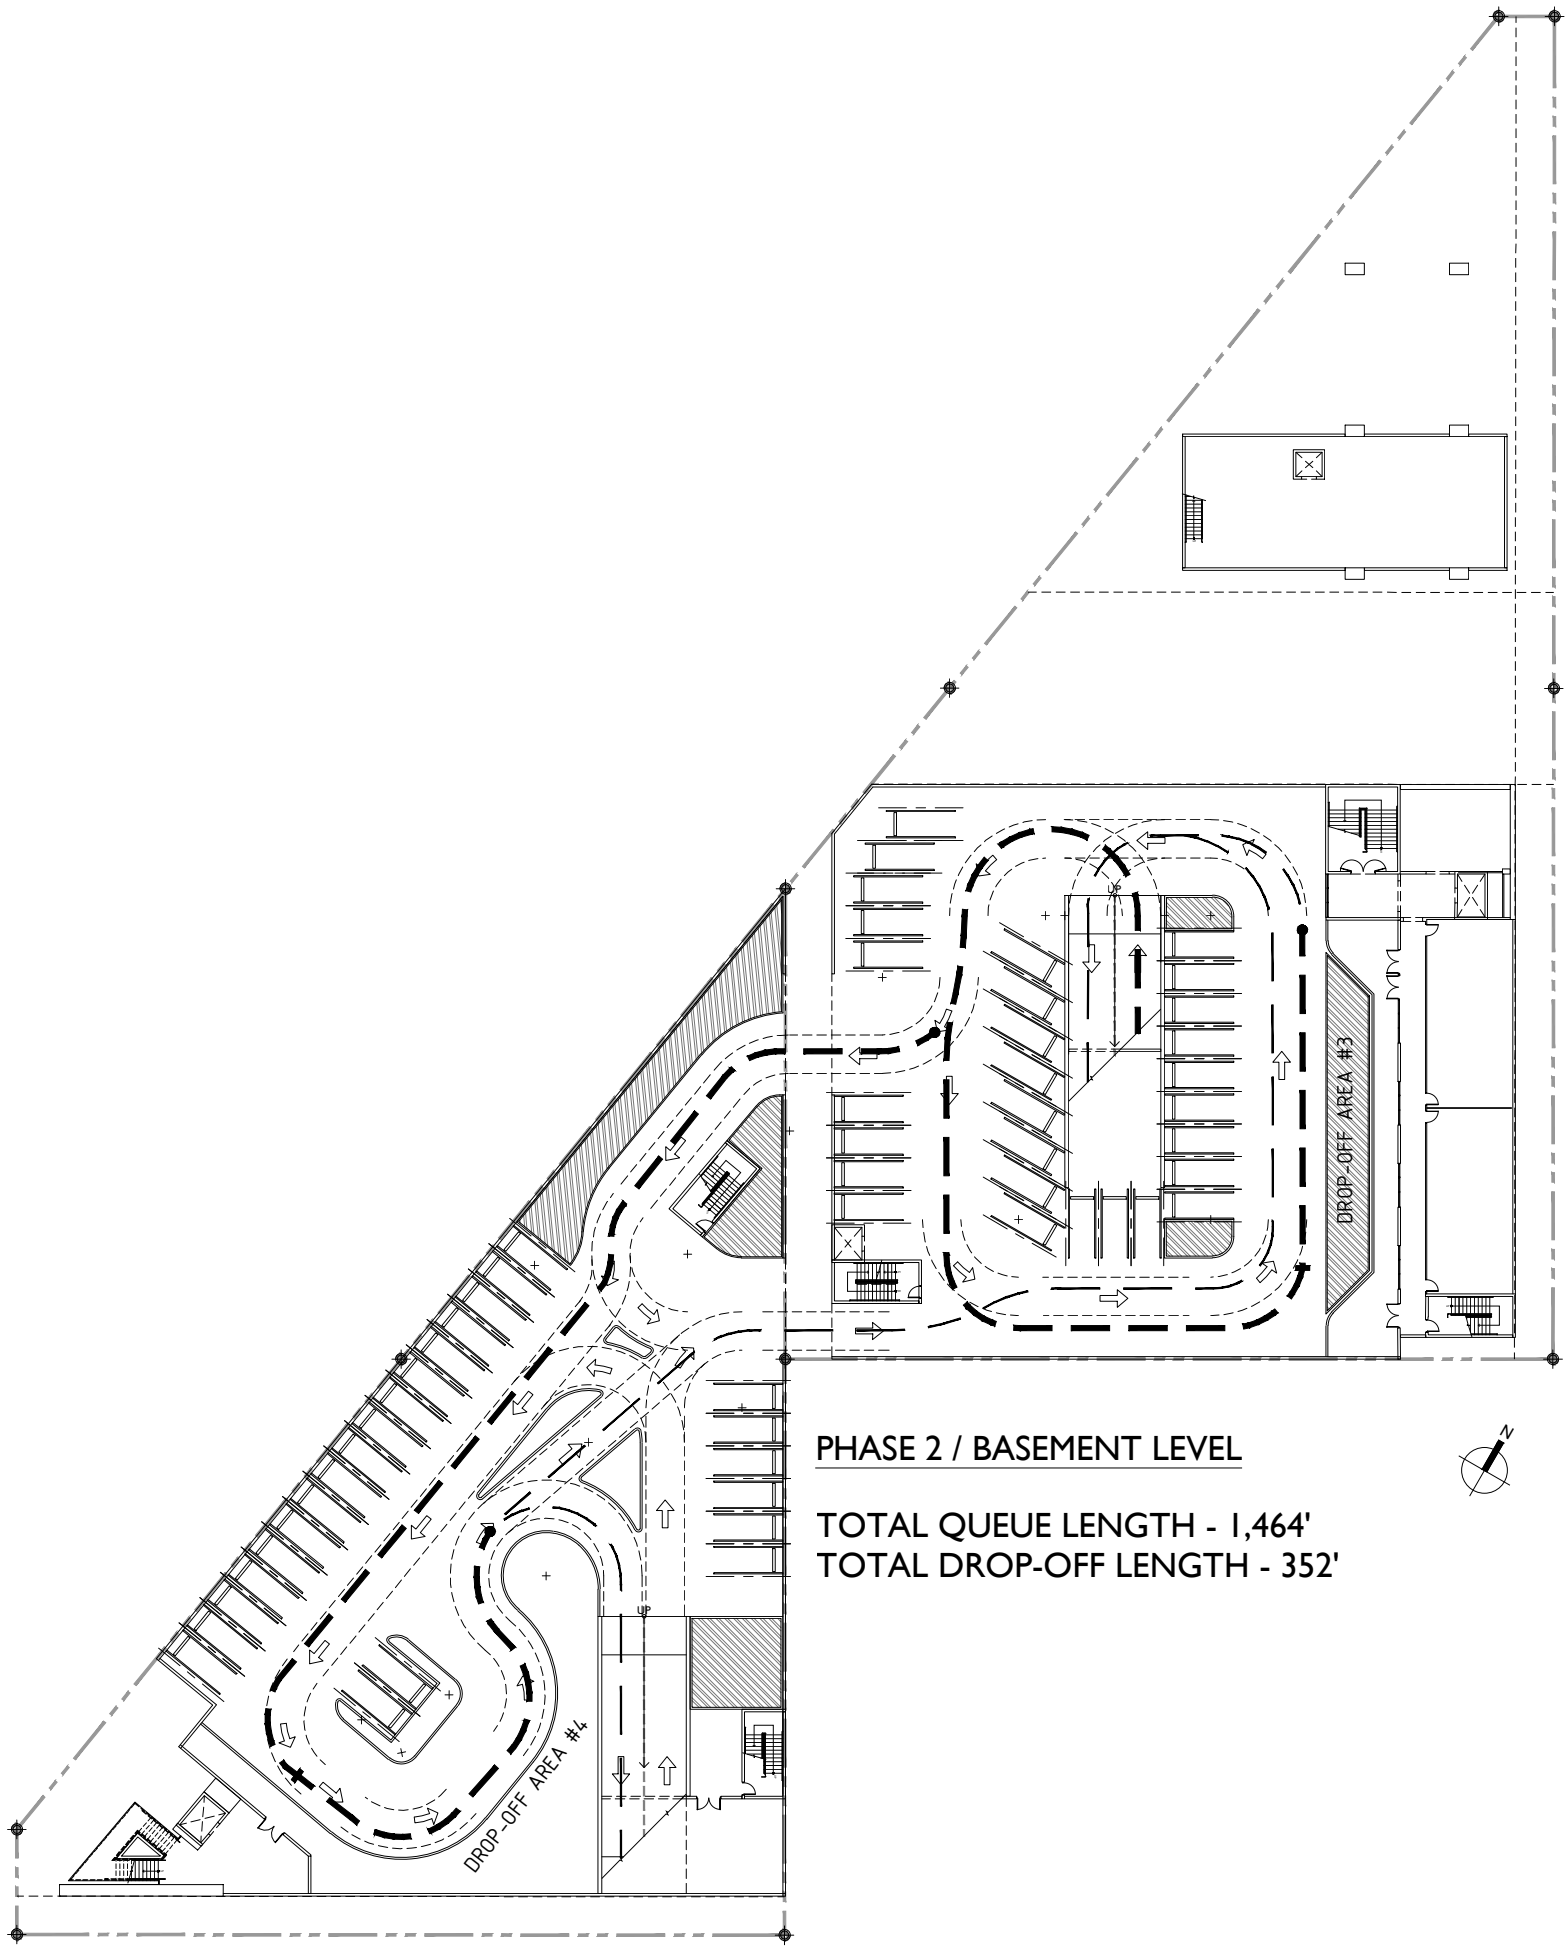 UP
DROP-OFF AREA #3
N
PHASE 2 / BASEMENT LEVEL
TOTAL QUEUE LENGTH - 1,464'
TOTAL DROP-OFF LENGTH - 352'
UP
DROP-OFF AREA #4